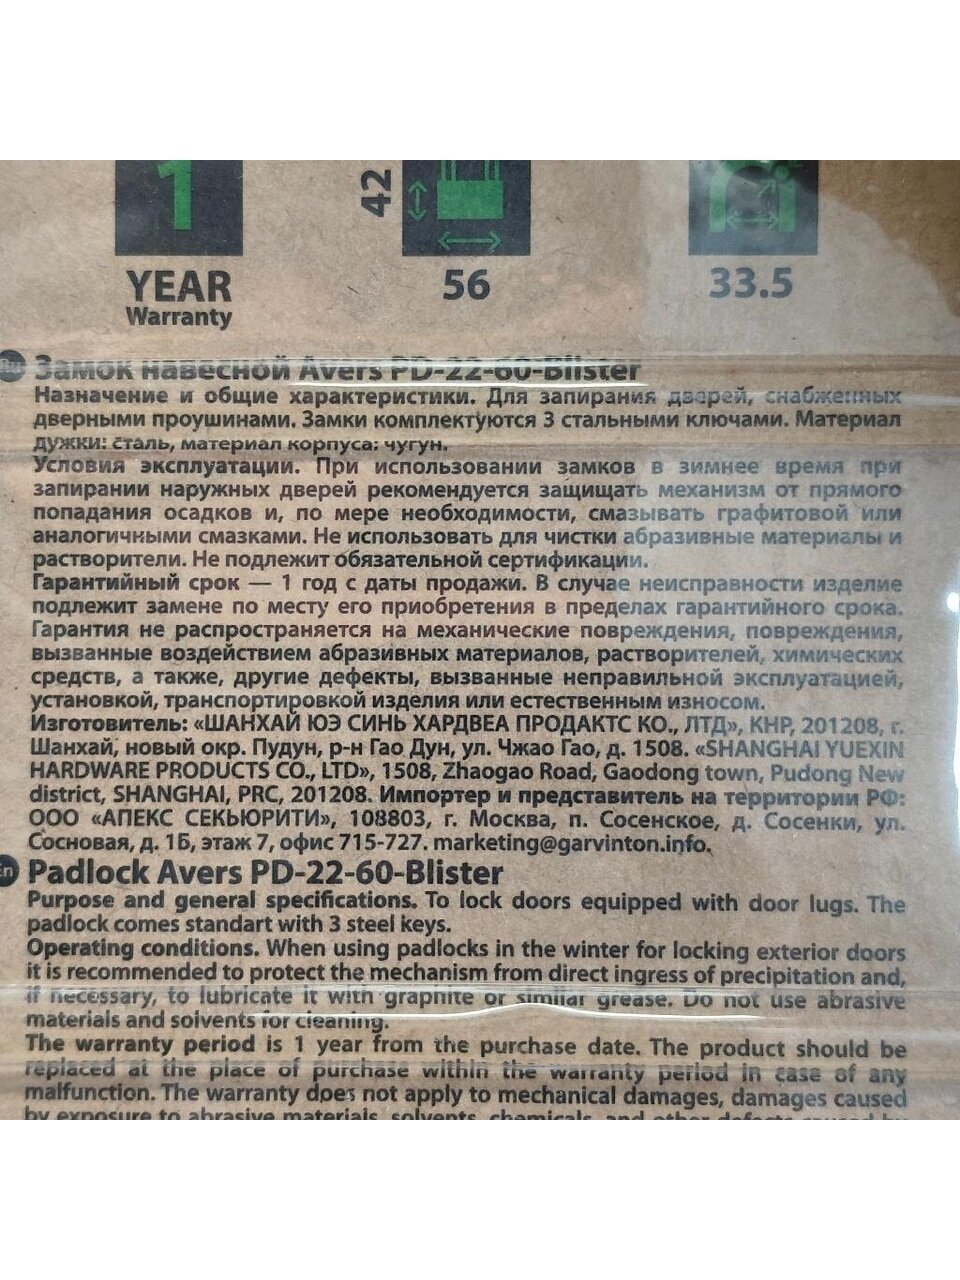 1
YEAR
Warranty
42
56
33.5
Ru Замок навесной Avers PD-22-60-Blister
Назначение и общие характеристики. Для запирания дверей, снабженных
дверными проушинами. Замки комплектуются 3 стальными ключами. Материал
дужки: сталь, материал корпуса: чугун.
Условия эксплуатации. При использовании замков в зимнее время при
запирании наружных дверей рекомендуется защищать механизм от прямого
попадания осадков и, по мере необходимости, смазывать графитовой или
аналогичными смазками. Не использовать для чистки абразивные материалы и
растворители. Не подлежит обязательной сертификации.
Гарантийный срок — 1 год с даты продажи. В случае неисправности изделие
подлежит замене по месту его приобретения в пределах гарантийного срока.
Гарантия не распространяется на механические повреждения, повреждения,
вызванные воздействием абразивных материалов, растворителей, химических
средств, а также, другие дефекты, вызванные неправильной эксплуатацией,
установкой, транспортировкой изделия или естественным износом.
Изготовитель: «ШАНХАЙ ЮЭ СИНЬ ХАРДВЕА ПРОДАКТС КО., ЛТД», КНР, 201208, г.
Шанхай, новый окр. Пудун, р-н Гао Дун, ул. Чжао Гао, д. 1508. «SHANGHAI YUEXIN
HARDWARE PRODUCTS CO., LTD», 1508, Zhaogao Road, Gaodong town, Pudong New
district, SHANGHAI, PRC, 201208. Импортер и представитель на территории РФ:
ООО «АПЕКС СЕКЬЮРИТИ», 108803, г. Москва, п. Сосенское, д. Сосенки, ул.
Сосновая, д. 1Б, этаж 7, офис 715-727. marketing@garvinton.info.
En Padlock Avers PD-22-60-Blister
Purpose and general specifications. To lock doors equipped with door lugs. The
padlock comes standart with 3 steel keys.
Operating conditions. When using padlocks in the winter for locking exterior doors
it is recommended to protect the mechanism from direct ingress of precipitation and,
if necessary, to lubricate it with graphite or similar grease. Do not use abrasive
materials and solvents for cleaning.
The warranty period is 1 year from the purchase date. The product should be
replaced at the place of purchase within the warranty period in case of any
malfunction. The warranty does not apply to mechanical damages, damages caused
by exposure to abrasive materials, solvents, chemicals, and other defects caused by